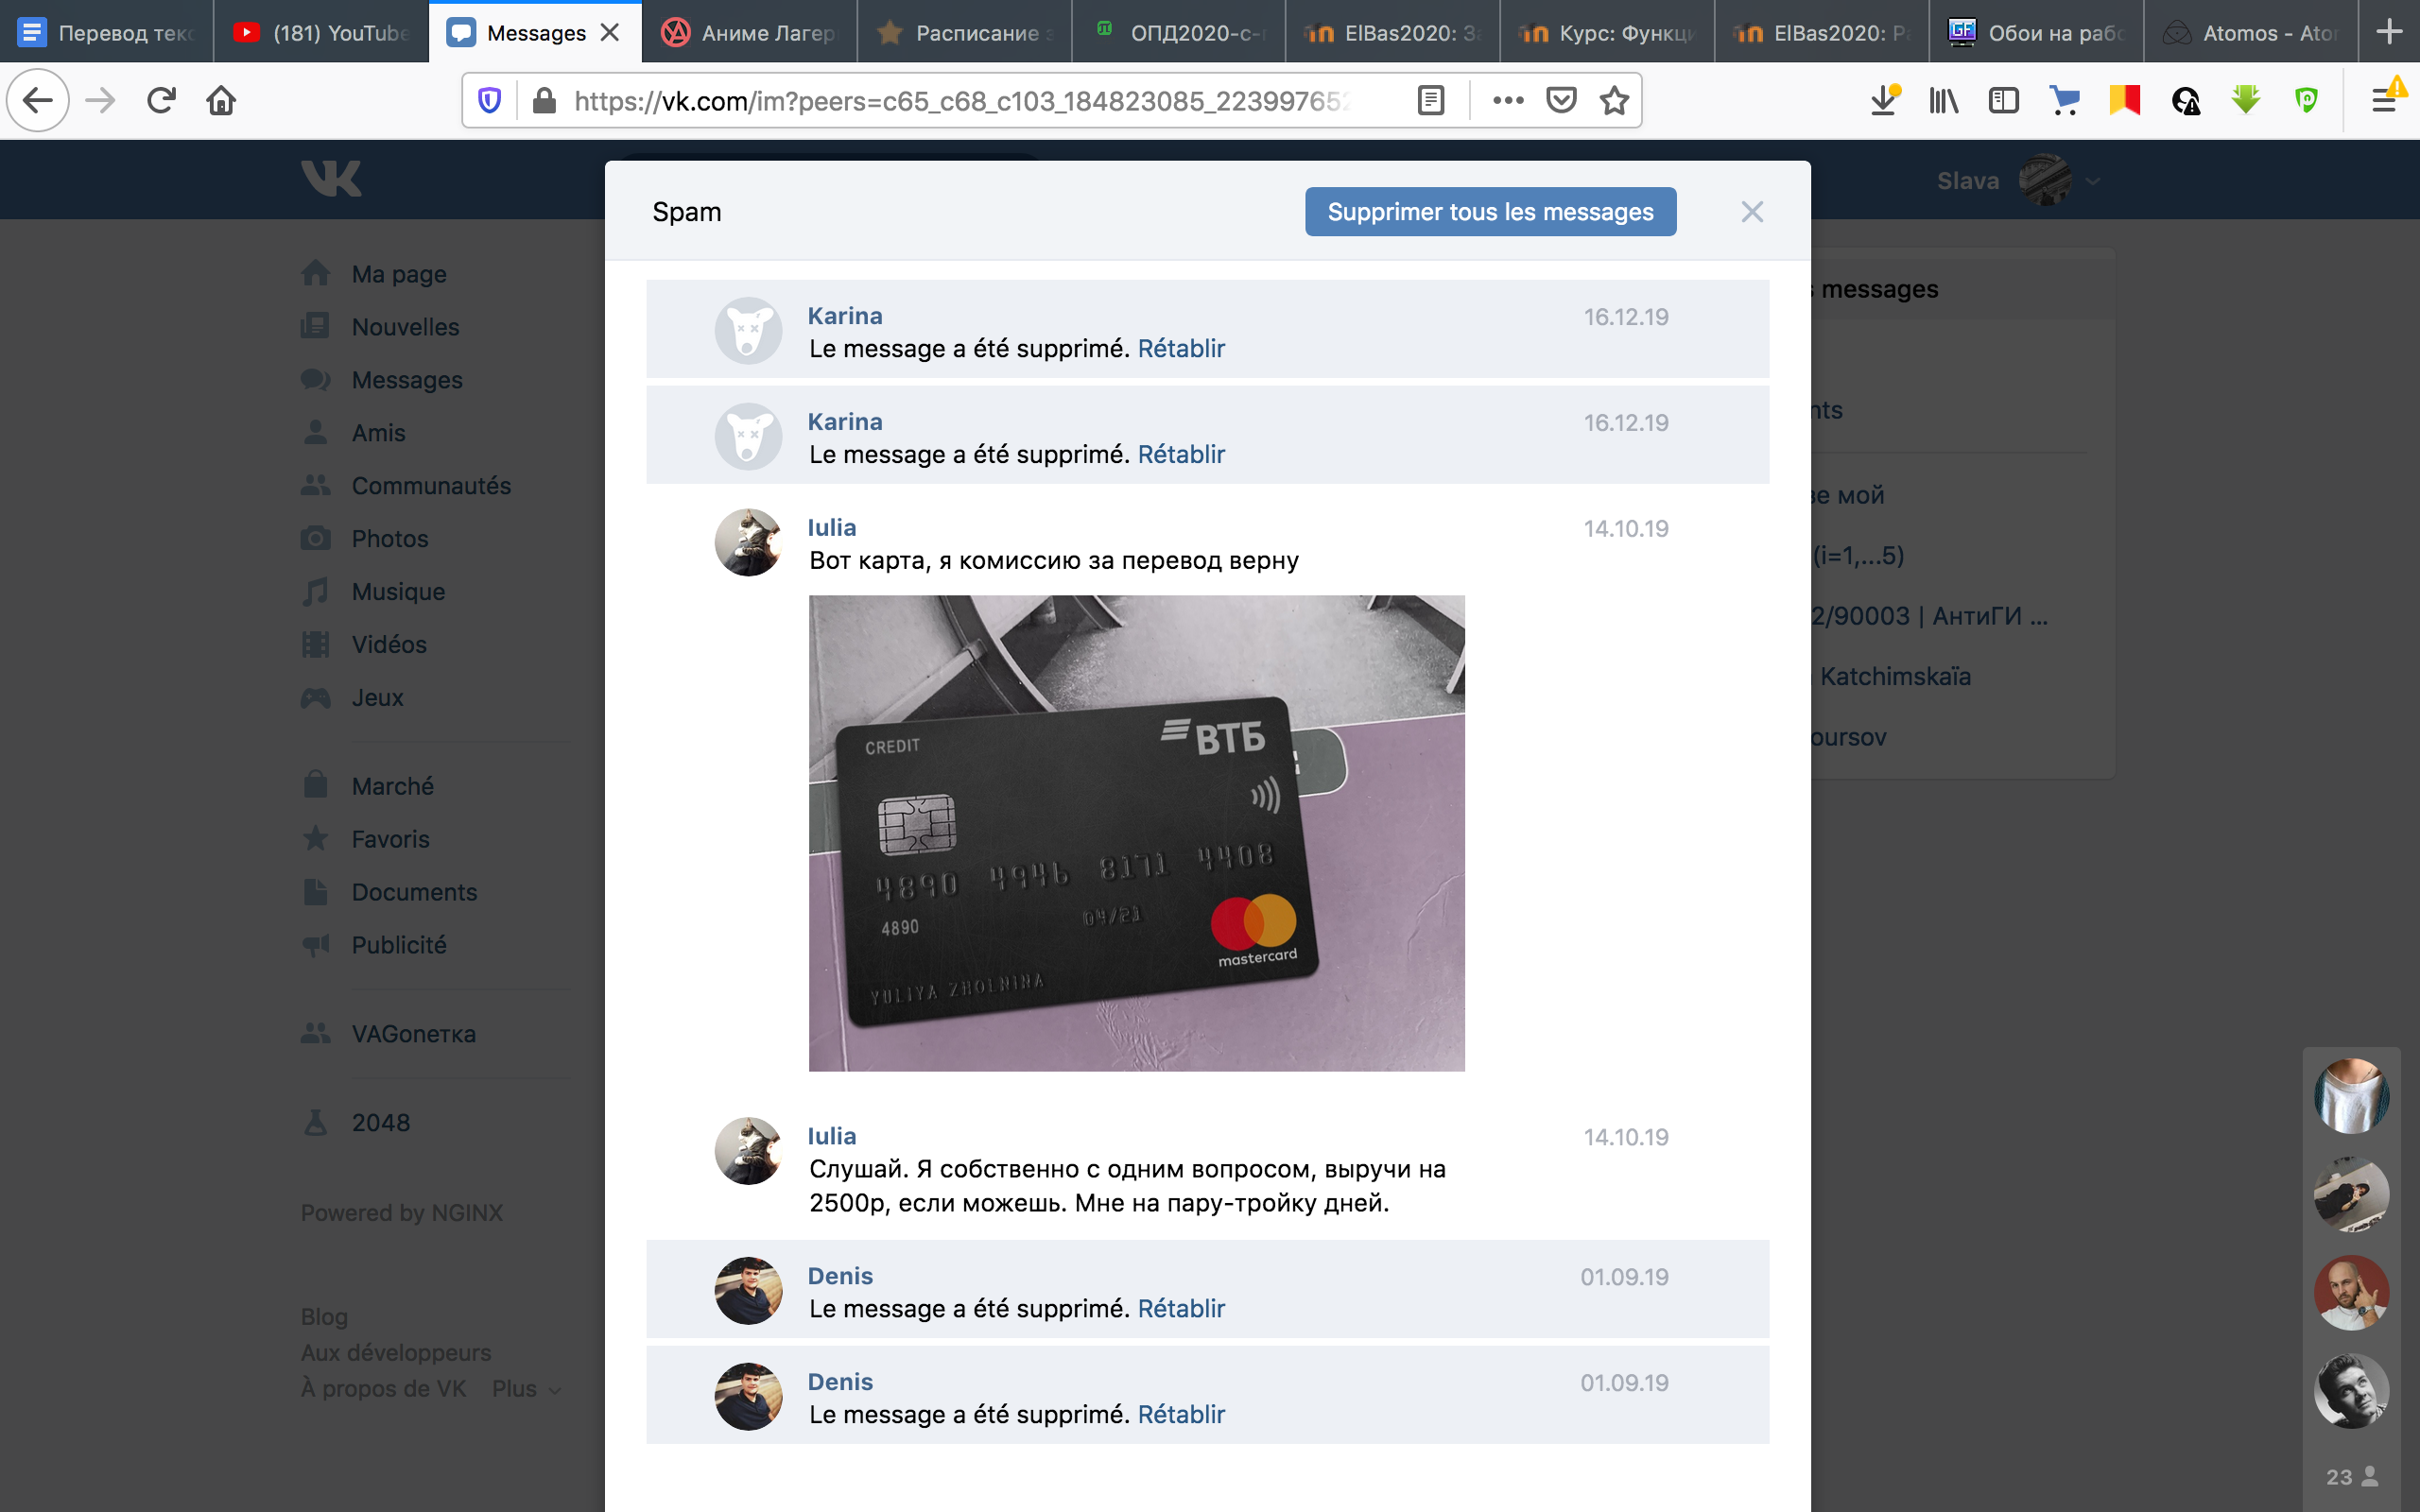 Перевод текс
(181) YouTube
Messages
Аниме Лагер
Расписание з
ОПД2020-с-г
ElBas2020: За
Курс: Функци
ElBas2020: Ра
Обои на рабо
Atomos - Ator
https://vk.com/im?peers=c65_c68_c103_184823085_223997652
Slava
Spam
Supprimer tous les messages
Ma page
Nouvelles
Messages
Amis
Communautés
Photos
Musique
Vidéos
Jeux
Marché
Favoris
Documents
Publicité
VAGonетка
2048
Powered by NGINX
Blog
Aux développeurs
À propos de VK Plus
Karina
16.12.19
Le message a été supprimé. Rétablir
Karina
16.12.19
Le message a été supprimé. Rétablir
Iulia
14.10.19
Вот карта, я комиссию за перевод верну
CREDIT
ВТБ
4890 4946 8171 4408
4890
04/21
mastercard
YULIYA ZHOLNINA
Iulia
14.10.19
Слушай. Я собственно с одним вопросом, выручи на
2500р, если можешь. Мне на пару-тройку дней.
Denis
01.09.19
Le message a été supprimé. Rétablir
Denis
01.09.19
Le message a été supprimé. Rétablir
messages
nts
ве мой
(i=1,...5)
2/90003 | АнтиГИ ...
Katchimskaïa
oursov
23